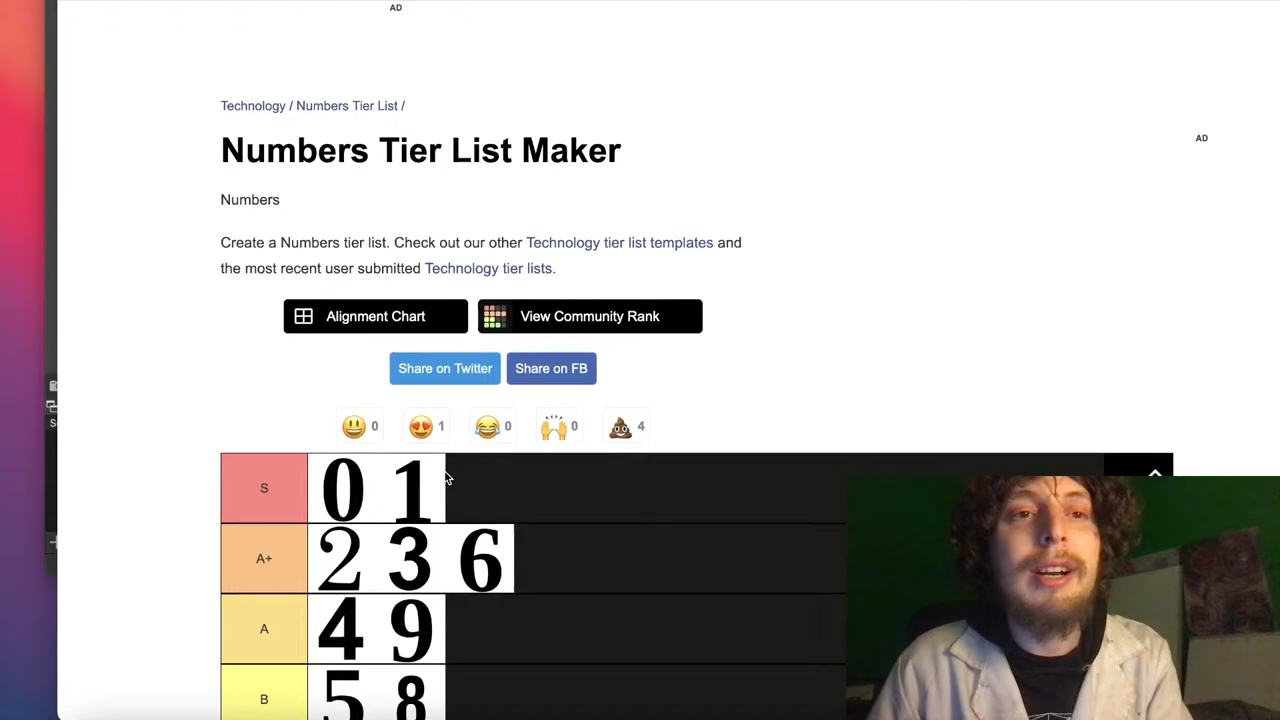 AD
Technology / Numbers Tier List /
AD
Numbers Tier List Maker
Numbers
Create a Numbers tier list. Check out our other Technology tier list templates and
the most recent user submitted Technology tier lists.
Alignment Chart
View Community Rank
Share on Twitter
Share on FB
0
1
0
0
4
S 0 1
A+ 2 3 6
A 4 9
B 5 8